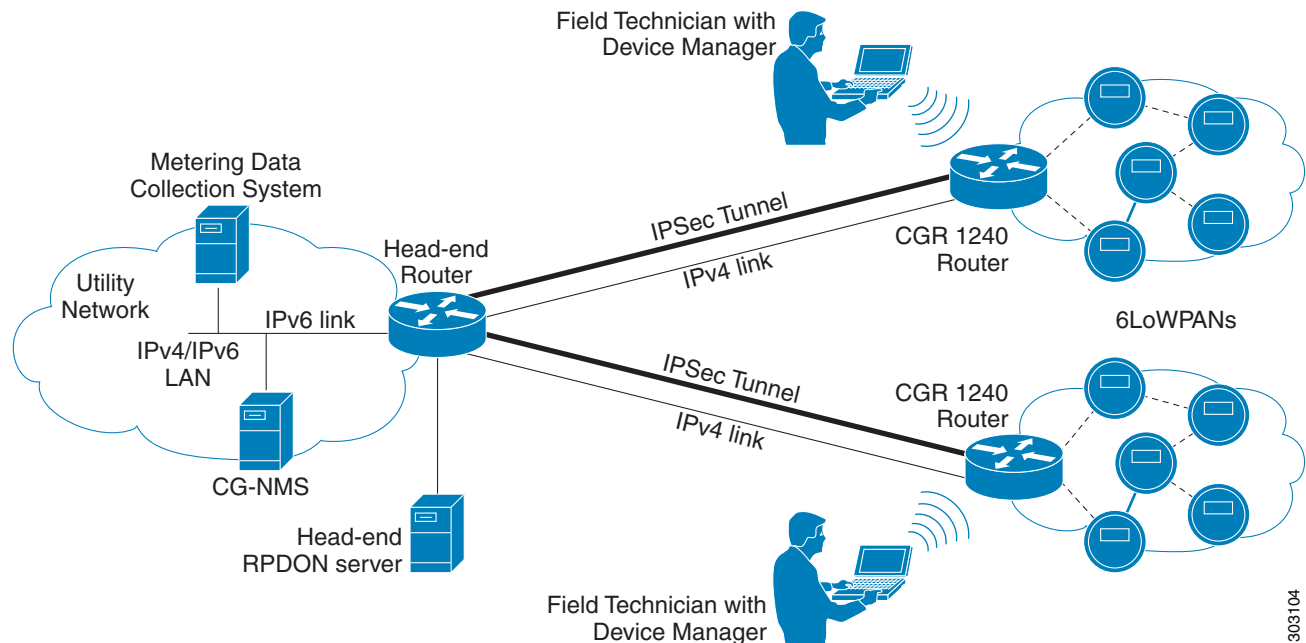 Field Technician with
Device Manager
Metering Data
Collection System
IPSec Tunnel
IPv4 link
CGR 1240
Router
Head-end
Router
Utility
Network
IPv6 link
IPv4/IPv6
LAN
6LoWPANs
IPSec Tunnel
IPv4 link
CGR 1240
Router
CG-NMS
Head-end
RPDON server
Field Technician with
Device Manager
303104